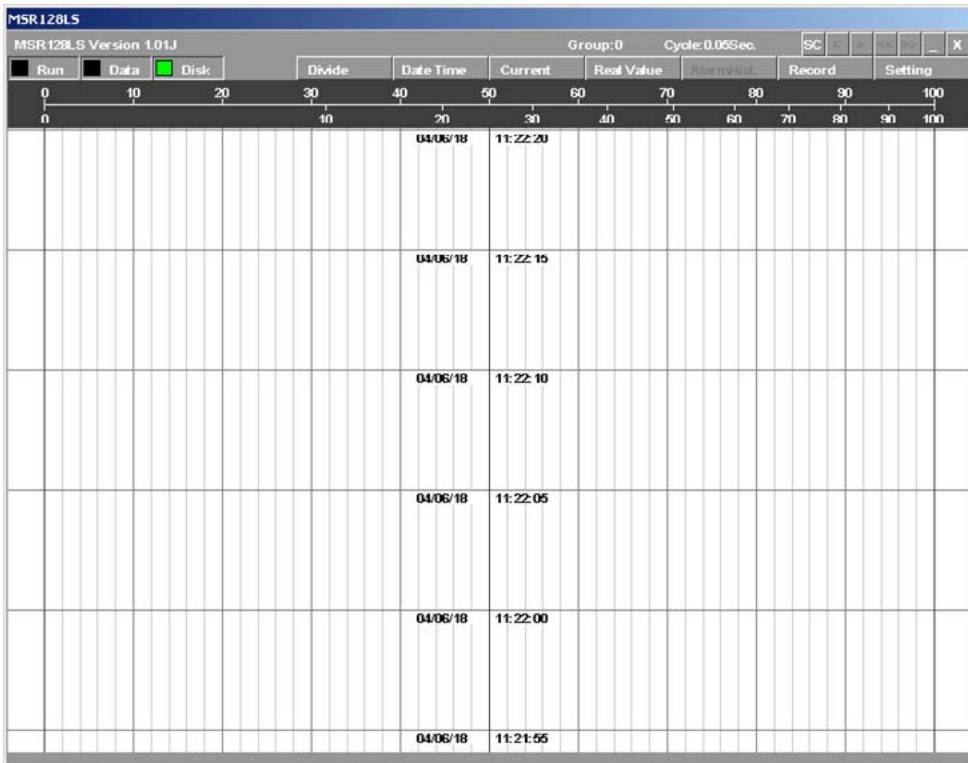 MSR128LS
MSR128LS Version 1.01J Group:0 Cycle:0.05Sec. SC < > << >> _ X
Run Data Disk Divide Date Time Current Real Value AlarmHist. Record Setting
0 10 20 30 40 50 60 70 80 90 100
0 10 20 30 40 50 60 70 80 90 100
04/06/18 11:22:20
04/06/18 11:22:15
04/06/18 11:22:10
04/06/18 11:22:05
04/06/18 11:22:00
04/06/18 11:21:55